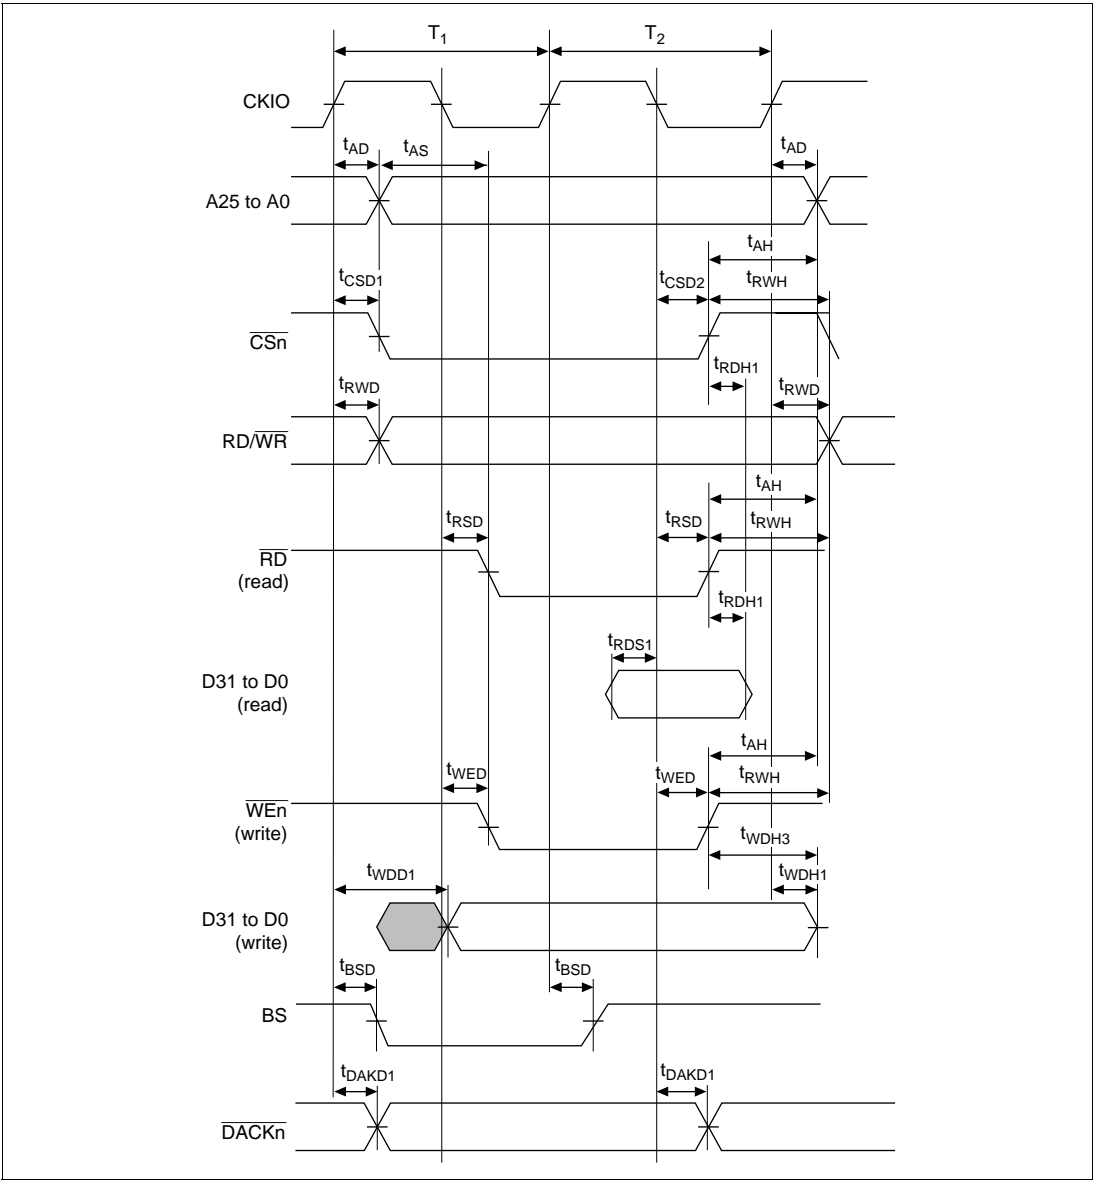 T1 T2
CKIO
tAD tAS tAD
A25 to A0
tAH
tCSD1 tCSD2 tRWH
CSn
tRDH1
tRWD tRWD
RD/WR
tAH
tRSD tRSD tRWH
RD
(read)
tRDH1
tRDS1
D31 to D0
(read)
tAH
tWED tWED tRWH
WEn
(write)
tWDH3
tWDD1 tWDH1
D31 to D0
(write)
tBSD tBSD
BS
tDAKD1 tDAKD1
DACKn